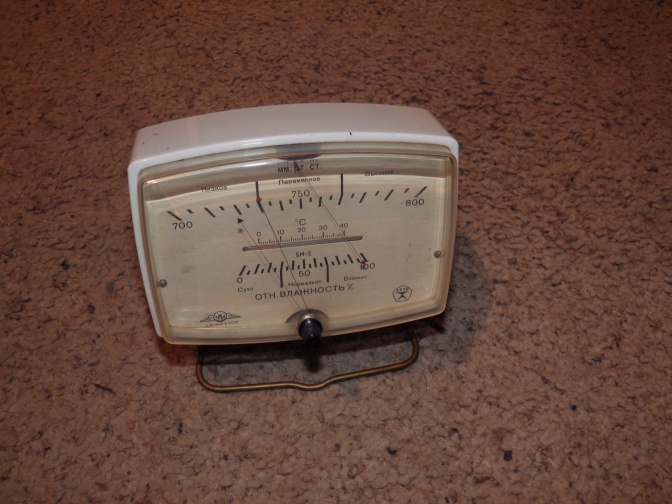 ММ. РТ. СТ.
Низкое Переменное Высокое
700 750 800
°C
0 10 20 30 40
БМ-2
0 50 100
Сухо Нормально Влажно
ОТН. ВЛАЖНОСТЬ %